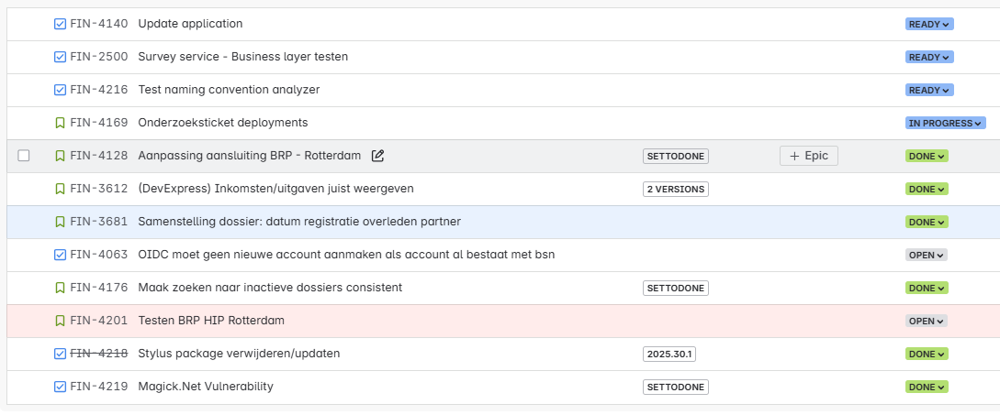 FIN-4140 Update application READY
FIN-2500 Survey service - Business layer testen READY
FIN-4216 Test naming convention analyzer READY
FIN-4169 Onderzoeksticket deployments IN PROGRESS
FIN-4128 Aanpassing aansluiting BRP - Rotterdam SETTODONE + Epic DONE
FIN-3612 (DevExpress) Inkomsten/uitgaven juist weergeven 2 VERSIONS DONE
FIN-3681 Samenstelling dossier: datum registratie overleden partner DONE
FIN-4063 OIDC moet geen nieuwe account aanmaken als account al bestaat met bsn OPEN
FIN-4176 Maak zoeken naar inactieve dossiers consistent SETTODONE DONE
FIN-4201 Testen BRP HIP Rotterdam OPEN
FIN-4218 Stylus package verwijderen/updaten 2025.30.1 DONE
FIN-4219 Magick.Net Vulnerability SETTODONE DONE